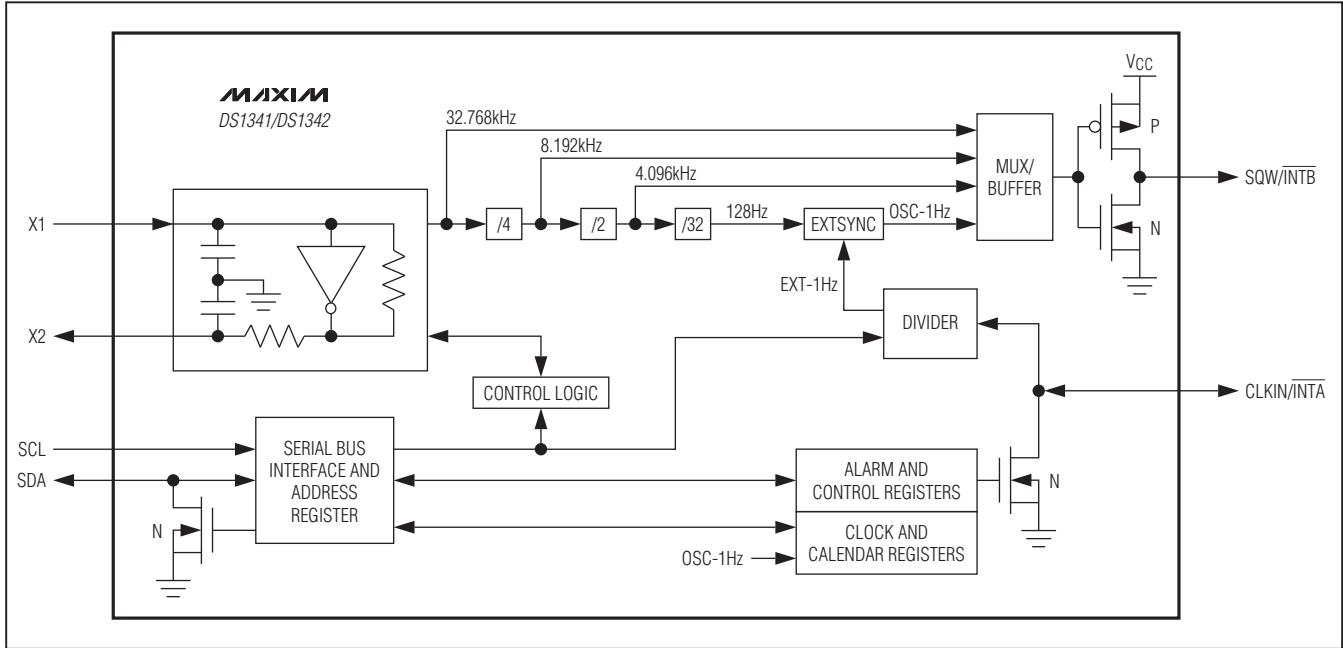 MAXIM
DS1341/DS1342
VCC
P
N
SQW/INTB
32.768kHz
8.192kHz
4.096kHz
MUX/
BUFFER
X1
/4
/2
/32
128Hz
EXTSYNC
OSC-1Hz
EXT-1Hz
DIVIDER
X2
CONTROL LOGIC
CLKIN/INTA
SCL
SDA
N
SERIAL BUS
INTERFACE AND
ADDRESS
REGISTER
ALARM AND
CONTROL REGISTERS
N
CLOCK AND
CALENDAR REGISTERS
OSC-1Hz